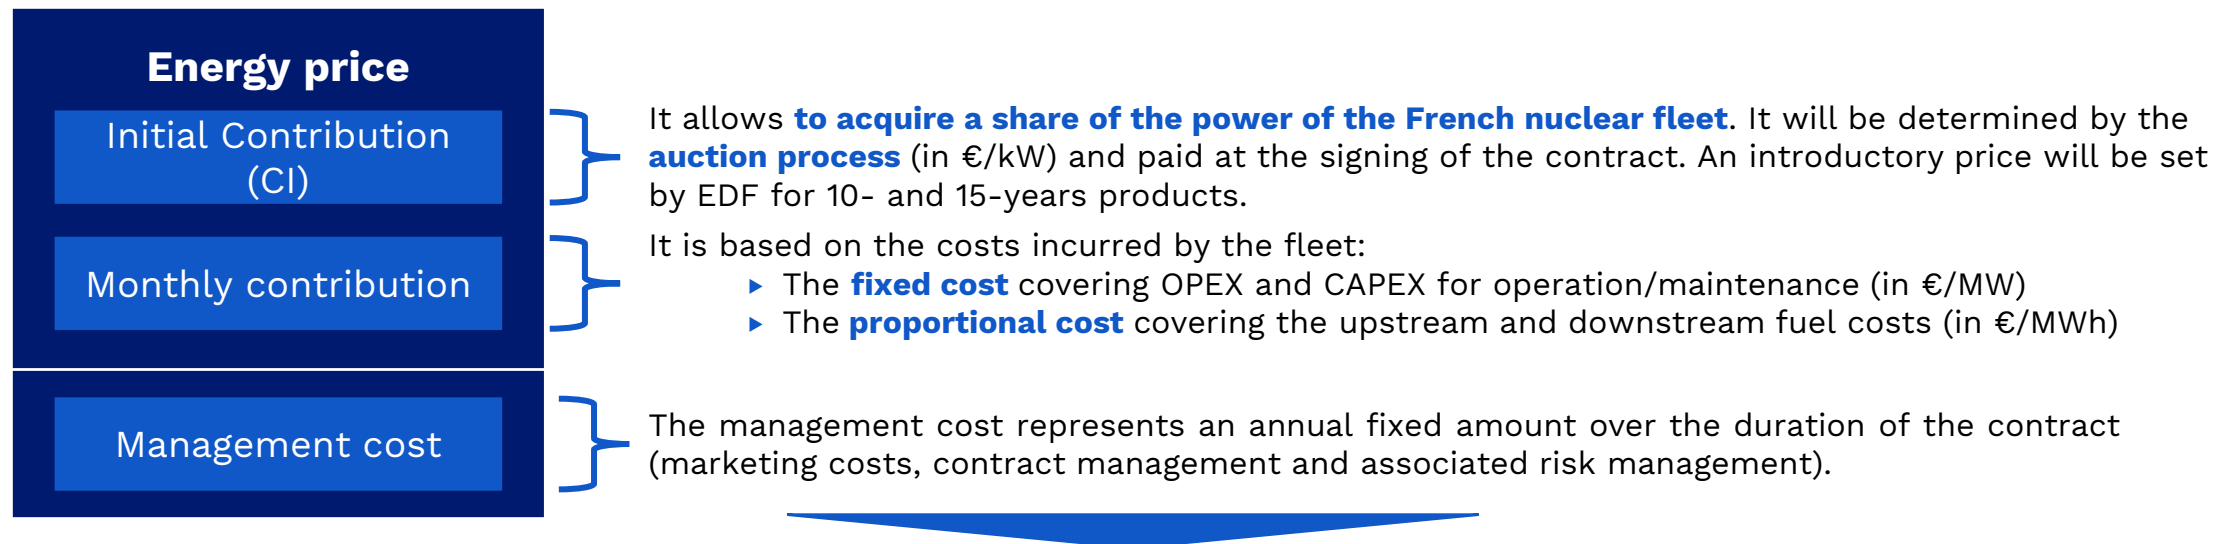 Energy price
Initial Contribution
(CI)
It allows to acquire a share of the power of the French nuclear fleet. It will be determined by the
auction process (in €/kW) and paid at the signing of the contract. An introductory price will be set
by EDF for 10- and 15-years products.
Monthly contribution
It is based on the costs incurred by the fleet:
The fixed cost covering OPEX and CAPEX for operation/maintenance (in €/MW)
The proportional cost covering the upstream and downstream fuel costs (in €/MWh)
Management cost
The management cost represents an annual fixed amount over the duration of the contract
(marketing costs, contract management and associated risk management).